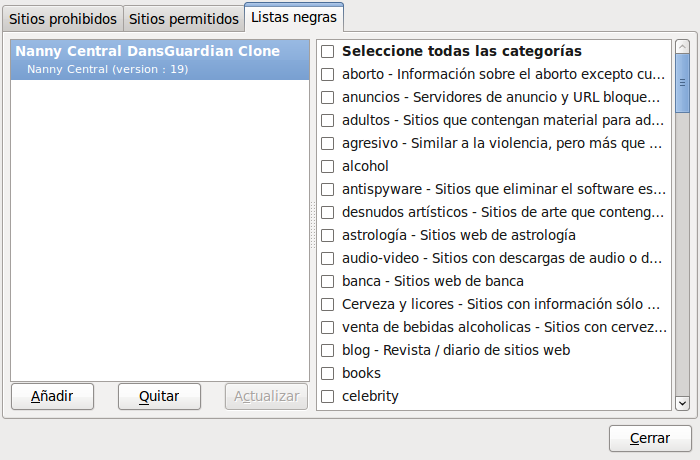 Sitios prohibidos Sitios permitidos Listas negras
Nanny Central DansGuardian Clone
Nanny Central (version : 19)
Seleccione todas las categorías
aborto - Información sobre el aborto excepto cu...
anuncios - Servidores de anuncio y URL bloque...
adultos - Sitios que contengan material para ad...
agresivo - Similar a la violencia, pero más que ...
alcohol
antispyware - Sitios que eliminar el software es...
desnudos artísticos - Sitios de arte que conteng...
astrología - Sitios web de astrología
audio-video - Sitios con descargas de audio o d...
banca - Sitios web de banca
Cerveza y licores - Sitios con información sólo ...
venta de bebidas alcoholicas - Sitios con cervez...
blog - Revista / diario de sitios web
books
celebrity
Añadir Quitar Actualizar
Cerrar